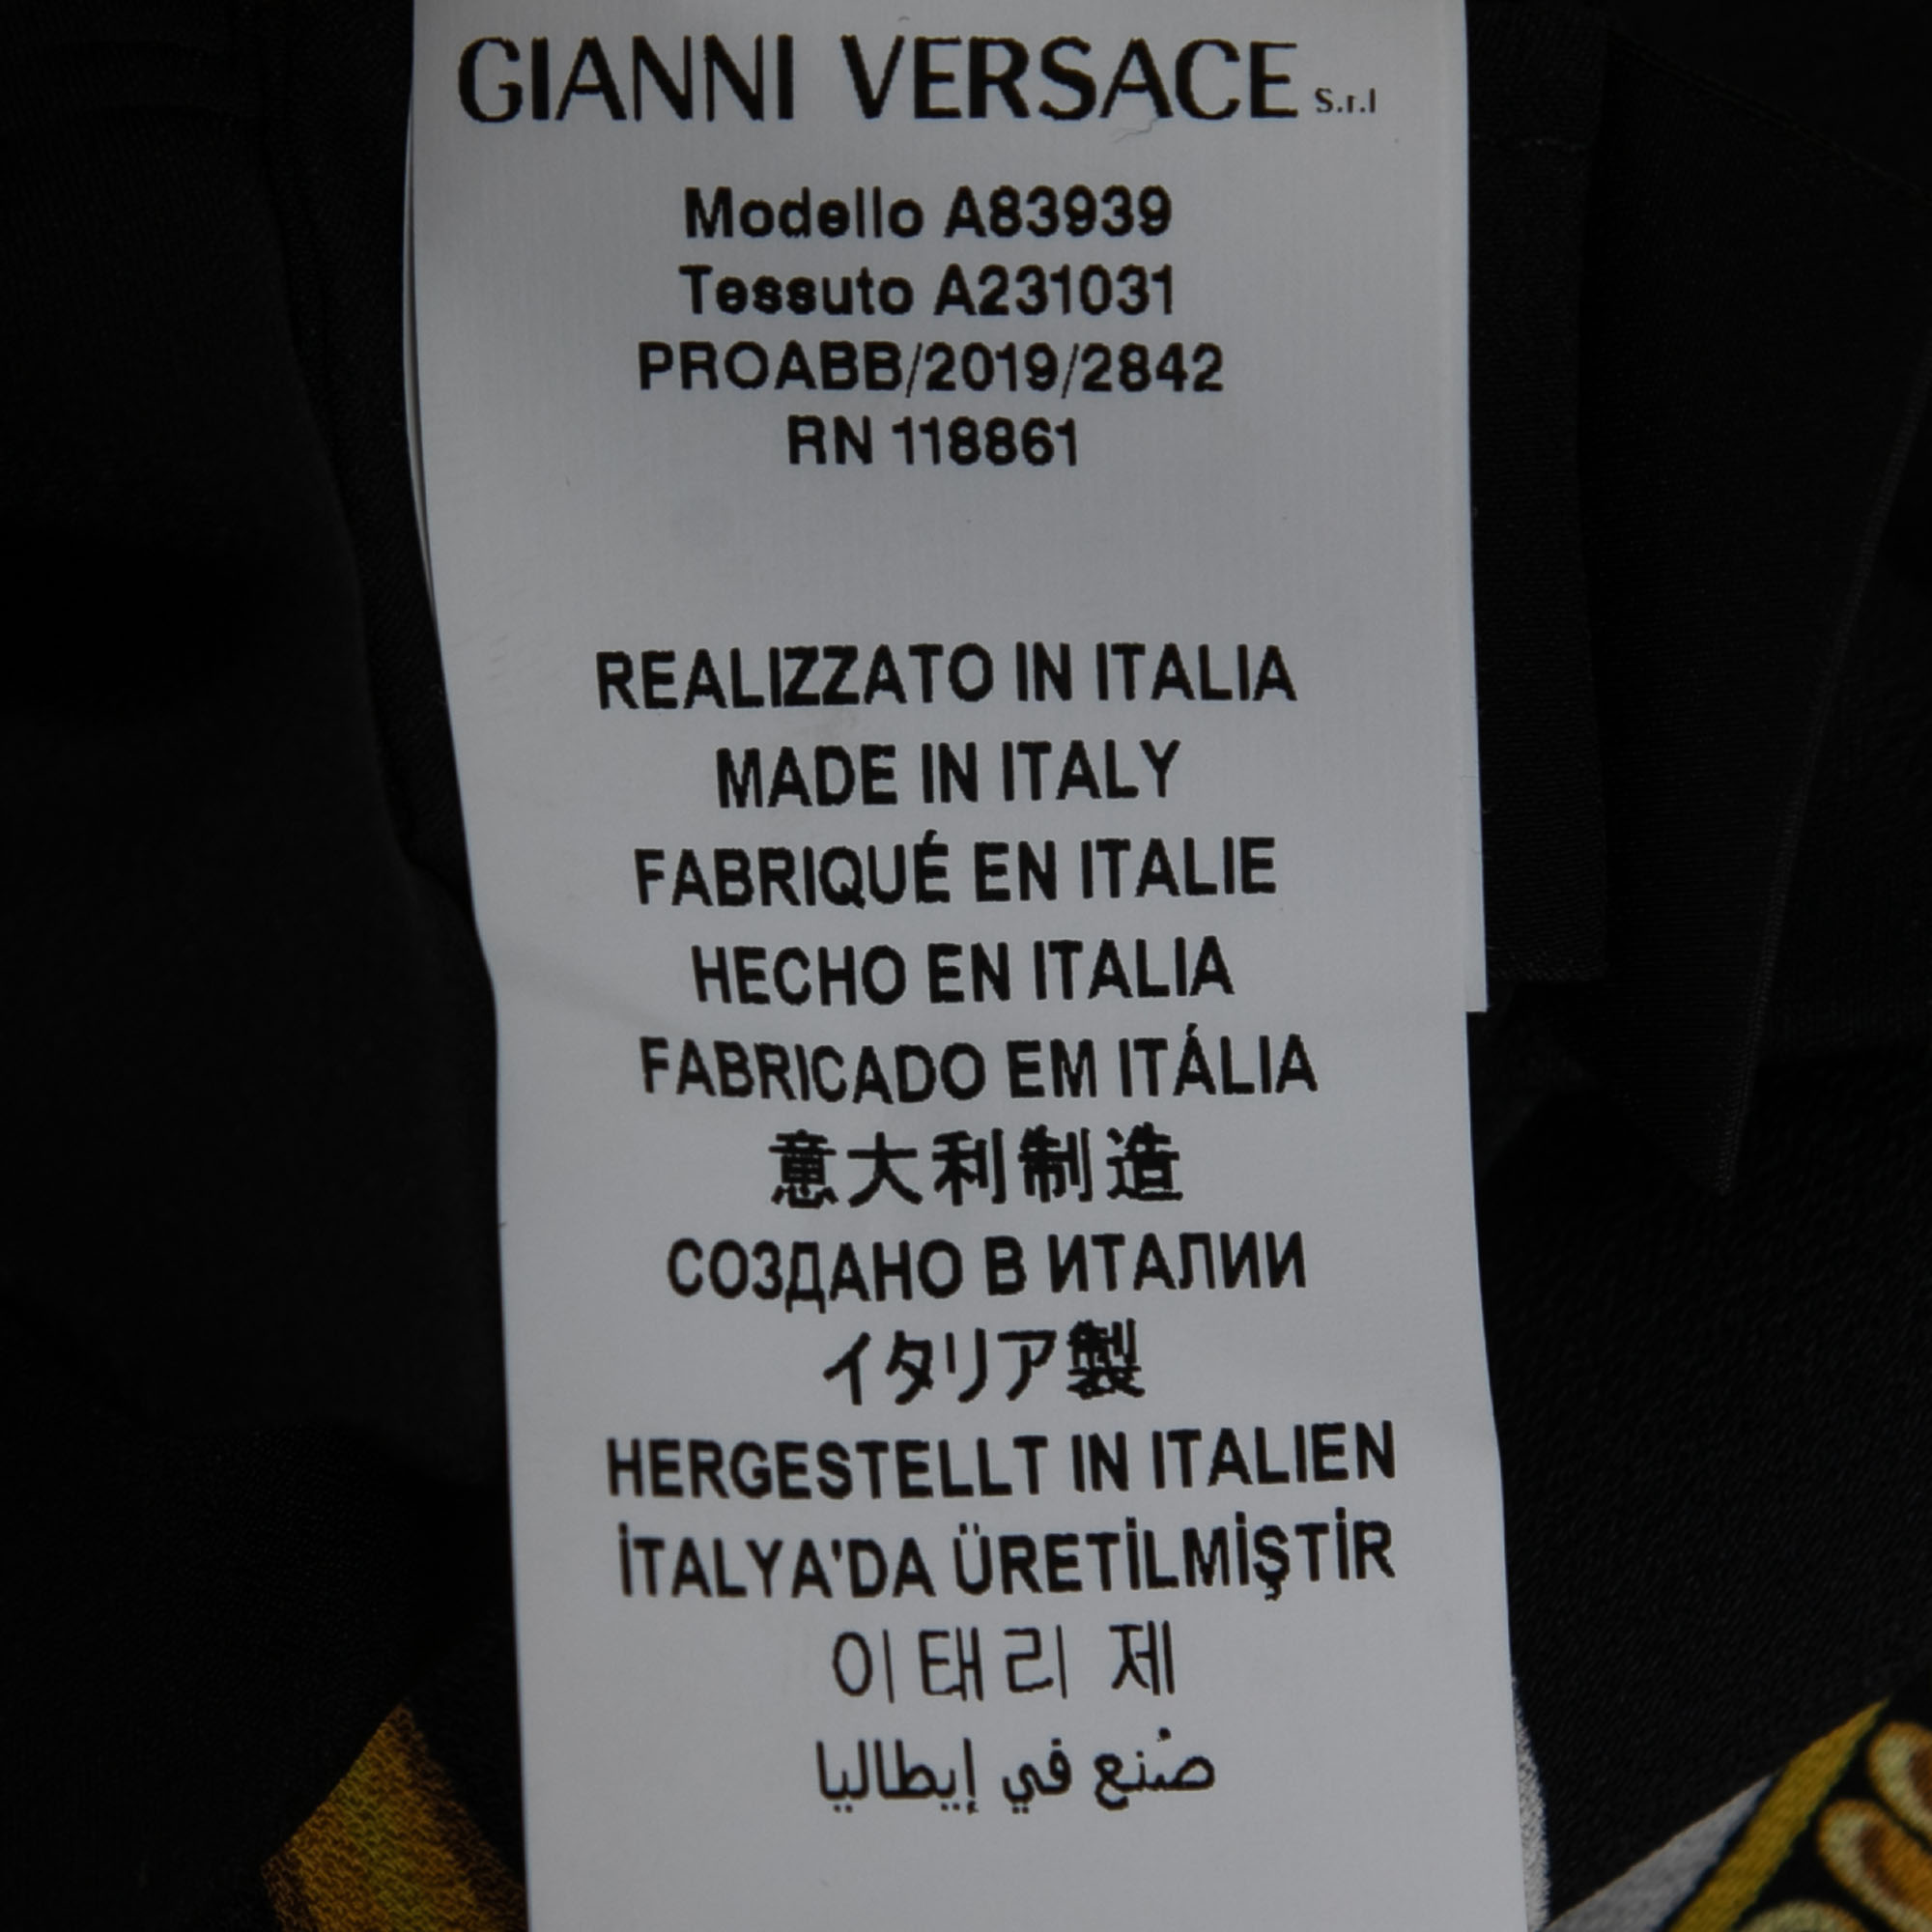 GIANNI VERSACE S.r.l
Modello A83939
Tessuto A231031
PROABB/2019/2842
RN 118861
REALIZZATO IN ITALIA
MADE IN ITALY
FABRIQUÉ EN ITALIE
HECHO EN ITALIA
FABRICADO EM ITÁLIA
意大利制造
СОЗДАНО В ИТАЛИИ
イタリア製
HERGESTELLT IN ITALIEN
İTALYA'DA ÜRETİLMİŞTİR
이태리 제
صُنع في إيطاليا